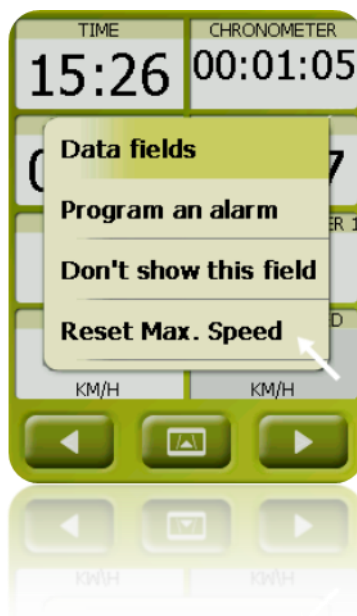 TIME CHRONOMETER
15:26 00:01:05
Data fields
Program an alarm
Don't show this field
Reset Max. Speed
KM/H KM/H